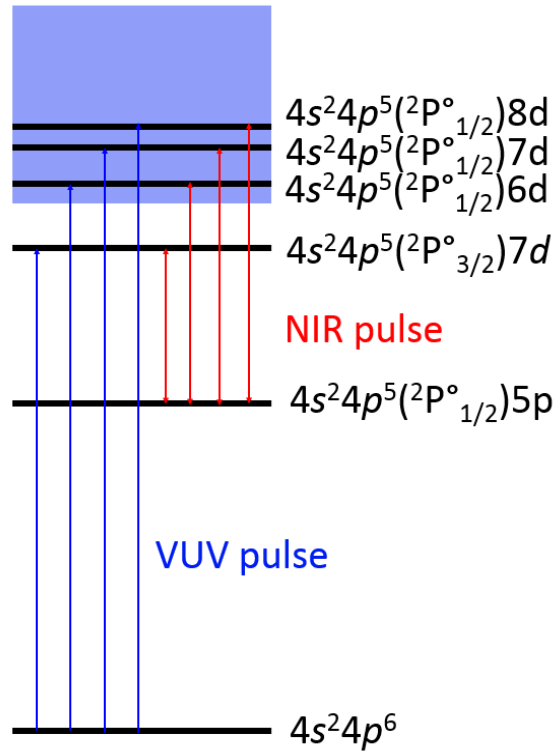 4s²4p⁵(²P°₁/₂)8d
4s²4p⁵(²P°₁/₂)7d
4s²4p⁵(²P°₁/₂)6d
4s²4p⁵(²P°₃/₂)7d
NIR pulse
4s²4p⁵(²P°₁/₂)5p
VUV pulse
4s²4p⁶